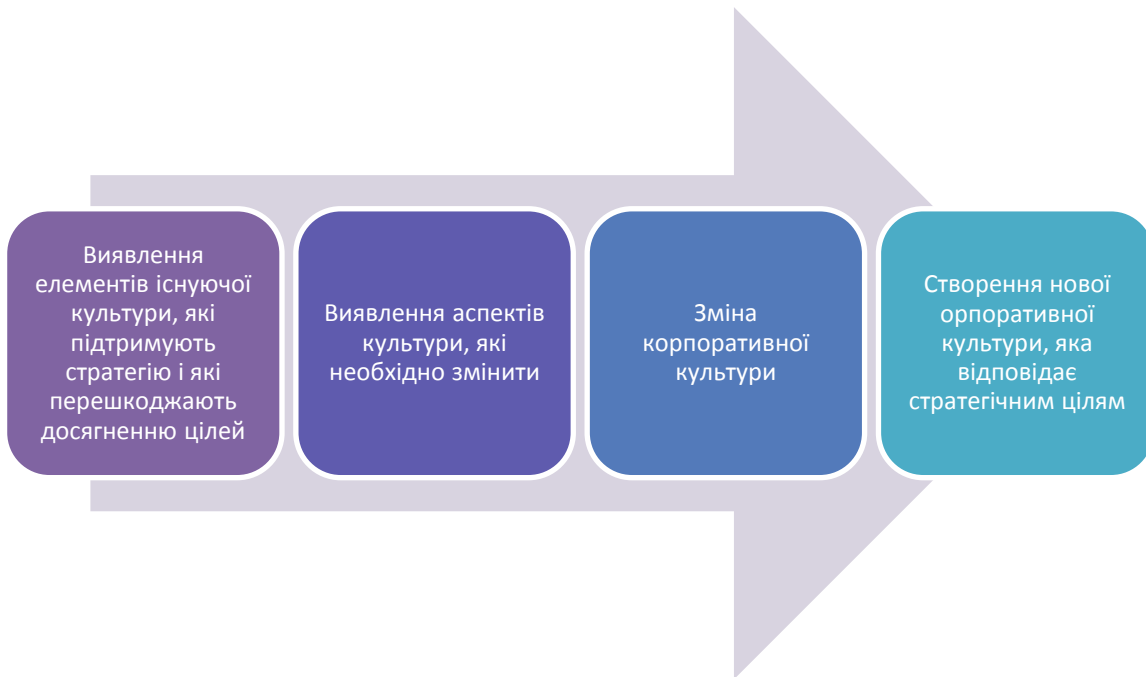 Виявлення
елементів існуючої
культури, які
підтримують
стратегію і які
перешкоджають
досягненню цілей
Виявлення аспектів
культури, які
необхідно змінити
Зміна
корпоративної
культури
Створення нової
орпоративної
культури, яка
відповідає
стратегічним цілям